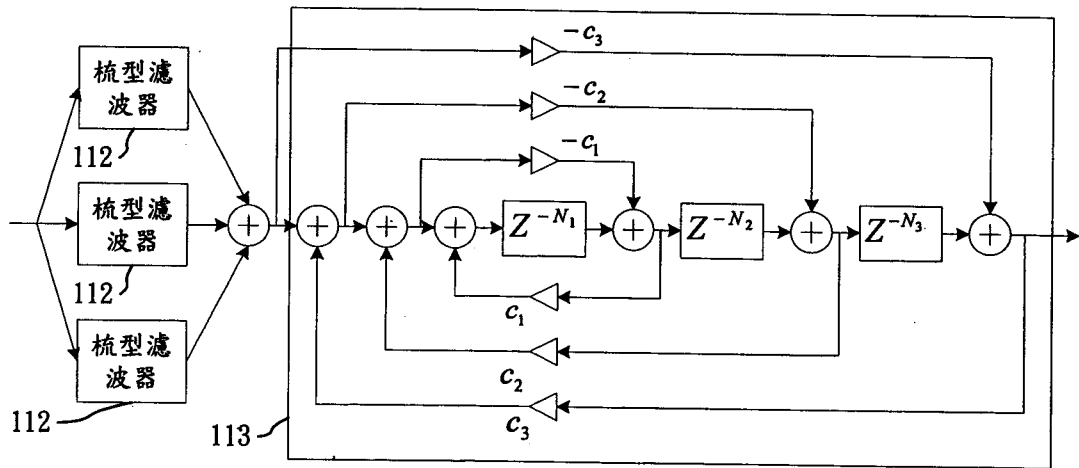 梳型濾
波器
112
梳型濾
波器
112
梳型濾
波器
112
113
-c₃
-c₂
-c₁
Z⁻ᴺ¹
Z⁻ᴺ²
Z⁻ᴺ³
c₁
c₂
c₃